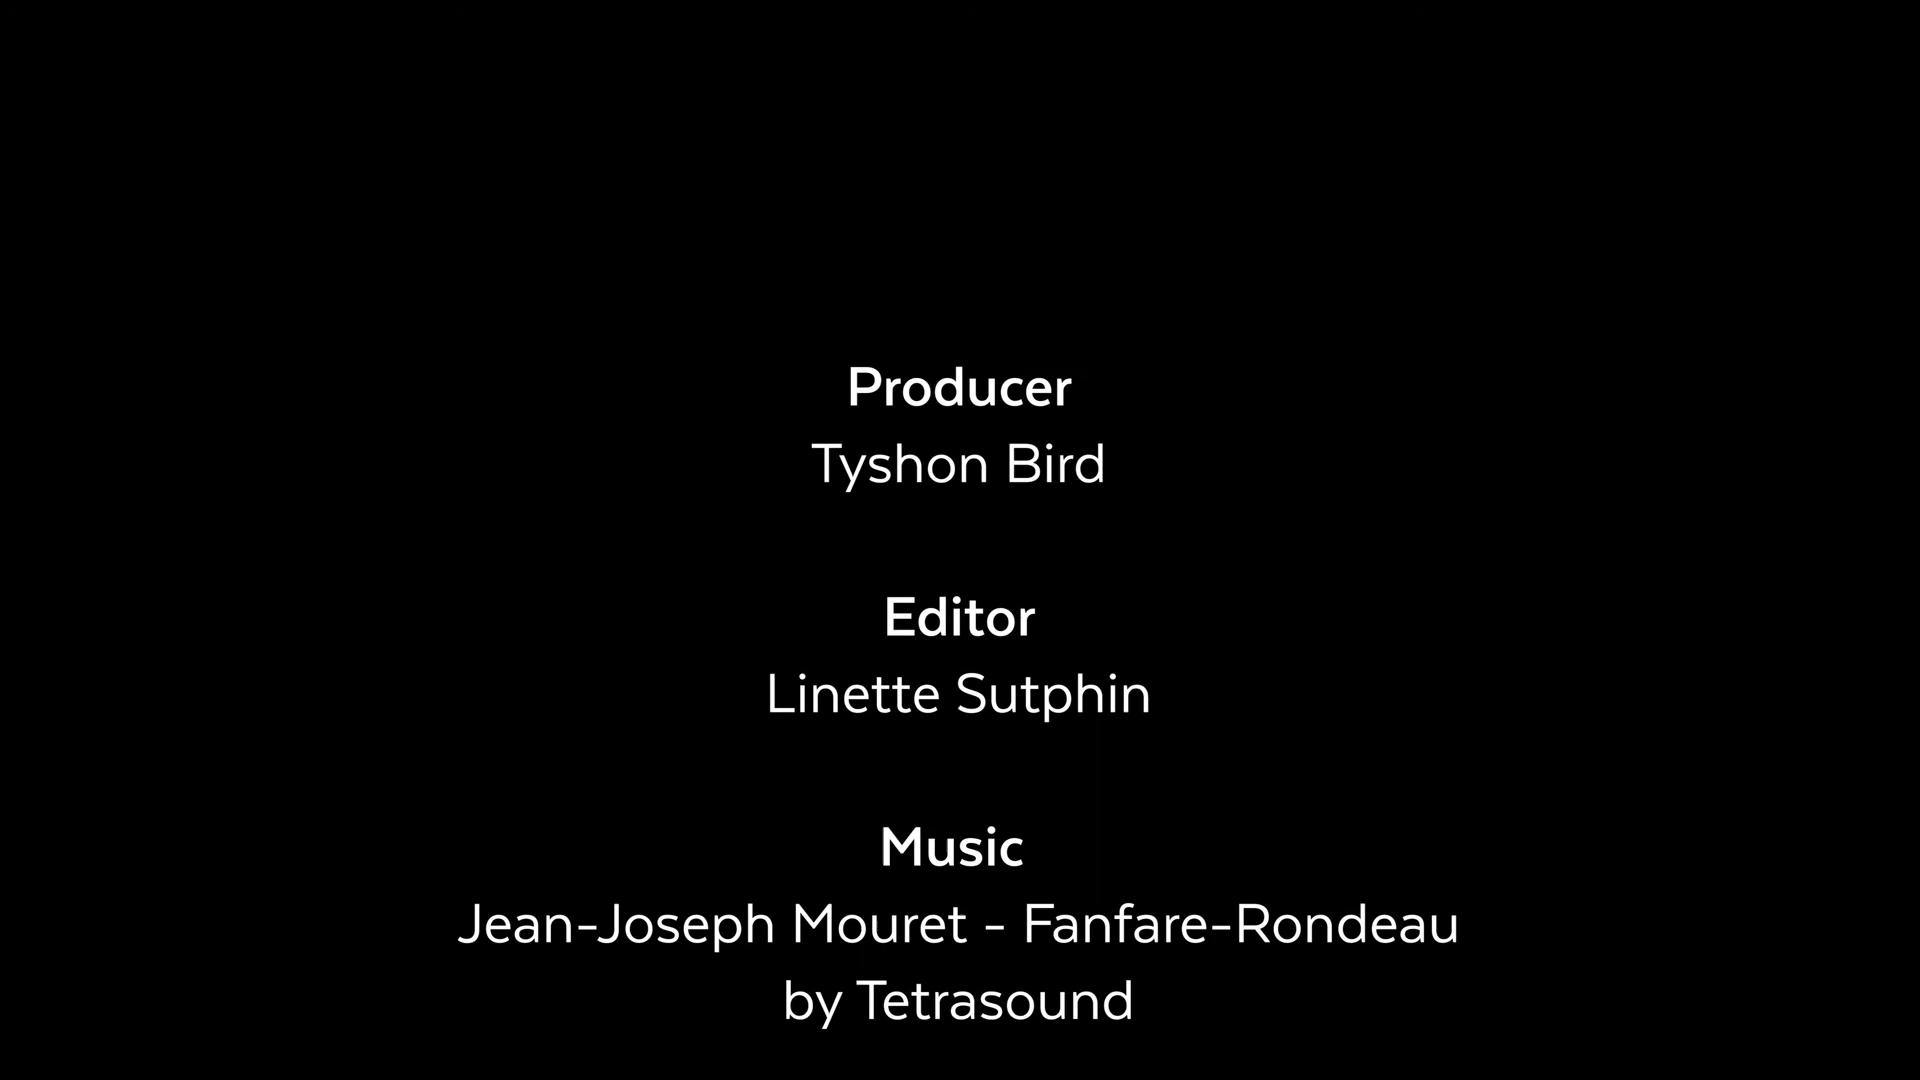 Producer
Tyshon Bird
Editor
Linette Sutphin
Music
Jean-Joseph Mouret - Fanfare-Rondeau
by Tetrasound